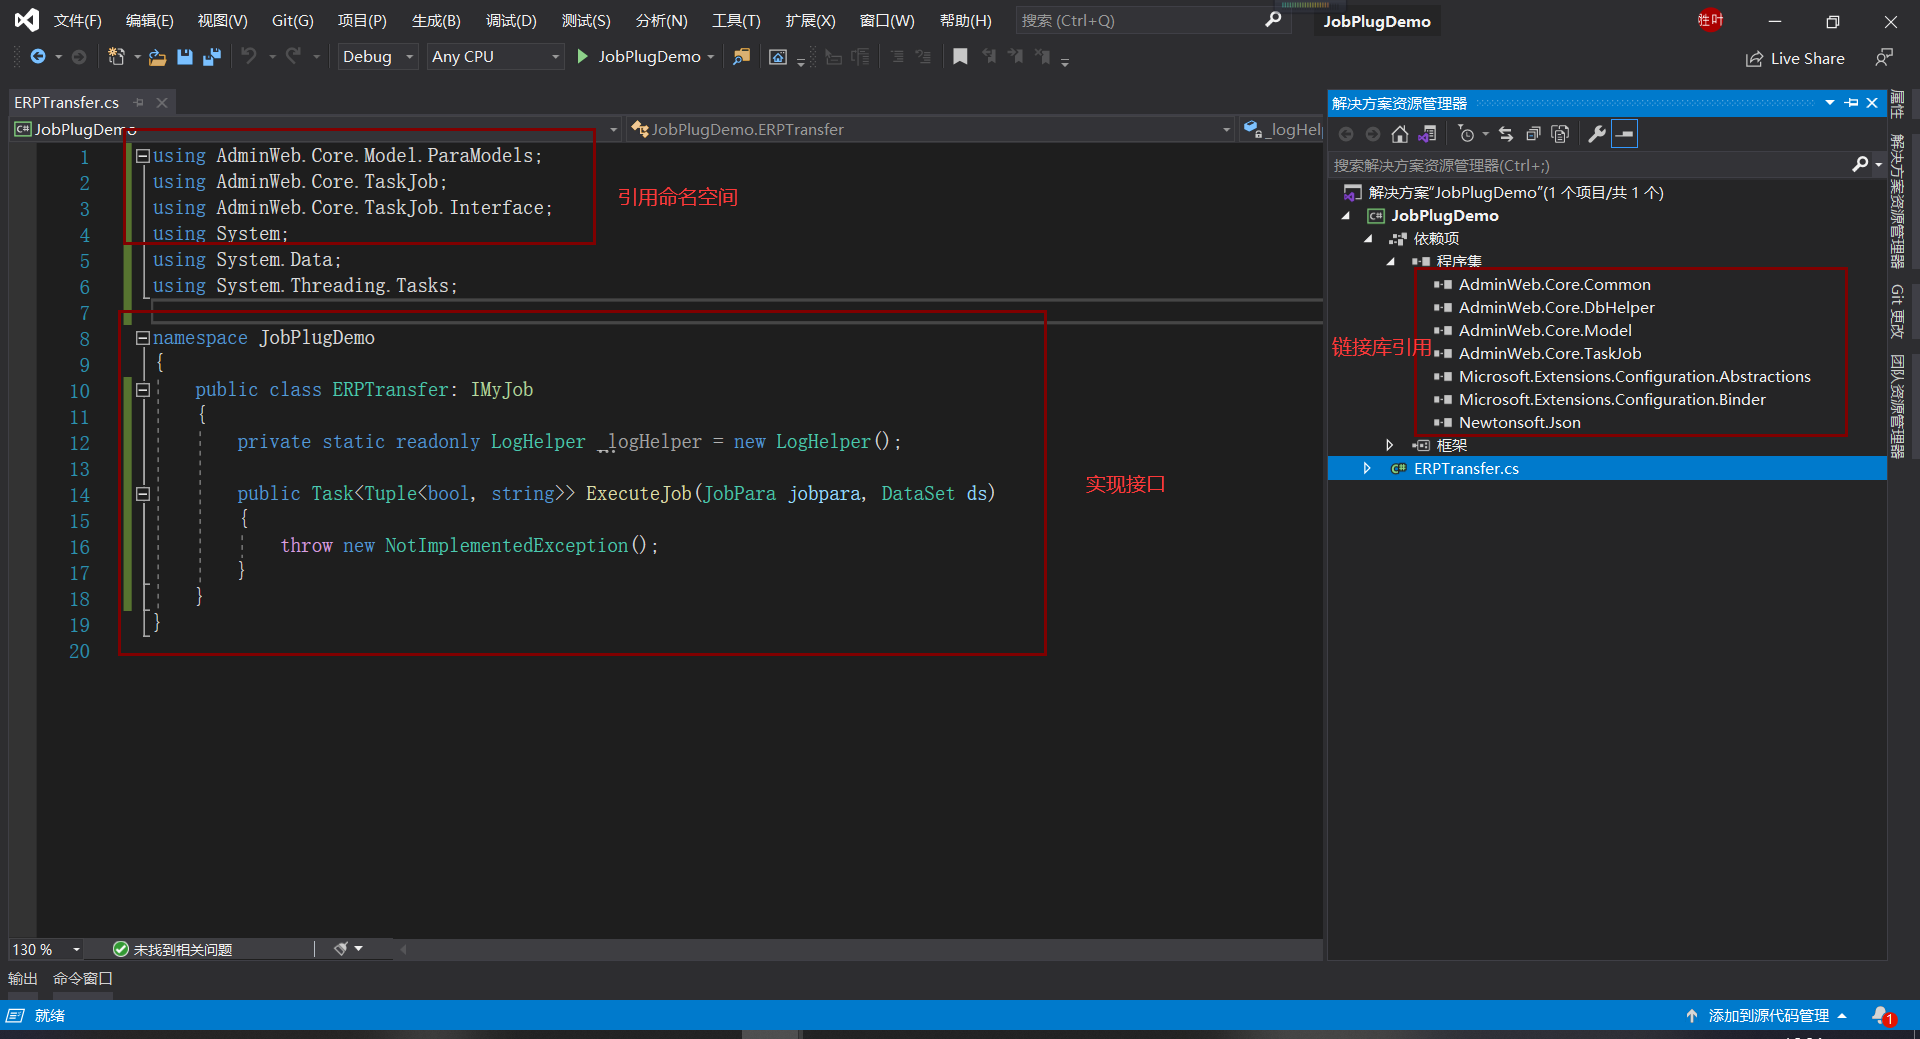 文件(F) 编辑(E) 视图(V) Git(G) 项目(P) 生成(B) 调试(D) 测试(S) 分析(N) 工具(T) 扩展(X) 窗口(W) 帮助(H) 搜索 (Ctrl+Q) JobPlugDemo 胜叶
Debug Any CPU JobPlugDemo Live Share
ERPTransfer.cs
JobPlugDemo JobPlugDemo.ERPTransfer _logHelp
1 using AdminWeb.Core.Model.ParaModels;
2 using AdminWeb.Core.TaskJob;
3 using AdminWeb.Core.TaskJob.Interface;
4 using System;
5 using System.Data;
6 using System.Threading.Tasks;
7
8 namespace JobPlugDemo
9 {
10 public class ERPTransfer: IMyJob
11 {
12 private static readonly LogHelper _logHelper = new LogHelper();
13
14 public Task<Tuple<bool, string>> ExecuteJob(JobPara jobpara, DataSet ds)
15 {
16 throw new NotImplementedException();
17 }
18 }
19 }
20
引用命名空间
实现接口
链接库引用
解决方案资源管理器
搜索解决方案资源管理器(Ctrl+;)
解决方案"JobPlugDemo"(1 个项目/共 1 个)
JobPlugDemo
依赖项
程序集
AdminWeb.Core.Common
AdminWeb.Core.DbHelper
AdminWeb.Core.Model
AdminWeb.Core.TaskJob
Microsoft.Extensions.Configuration.Abstractions
Microsoft.Extensions.Configuration.Binder
Newtonsoft.Json
框架
C# ERPTransfer.cs
属性
解决方案资源管理器
Git 更改
团队资源管理器
130 % 未找到相关问题
输出 命令窗口
就绪 添加到源代码管理 1